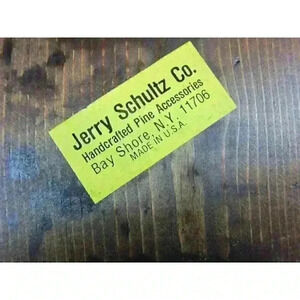 Jerry Schultz Co.
Handcrafted Pine Accessories
Bay Shore, N.Y. 11706
MADE IN U.S.A.